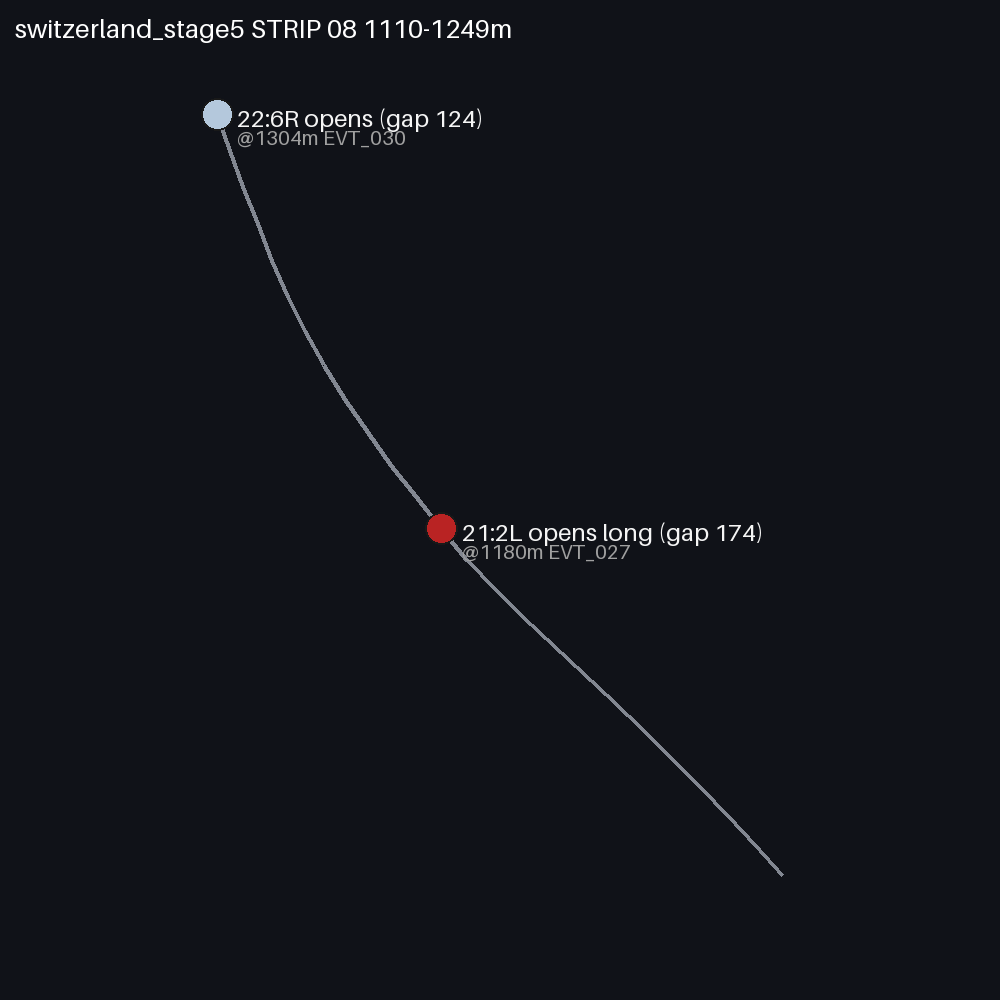 switzerland_stage5 STRIP 08 1110-1249m
22:6R opens (gap 124)
@1304m EVT_030
21:2L opens long (gap 174)
@1180m EVT_027